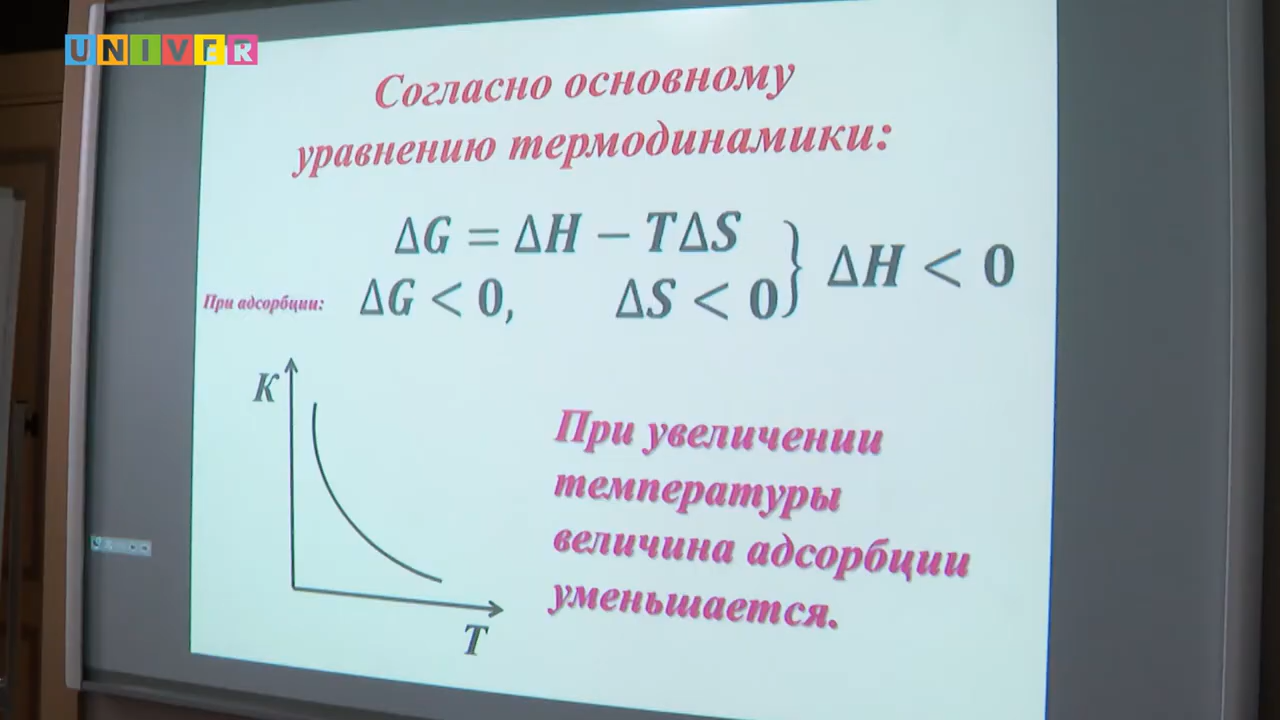 UNIVER
Согласно основному
уравнению термодинамики:
ΔG = ΔH − TΔS
} ΔH < 0
При адсорбции: ΔG < 0, ΔS < 0
K
T
При увеличении
температуры
величина адсорбции
уменьшается.